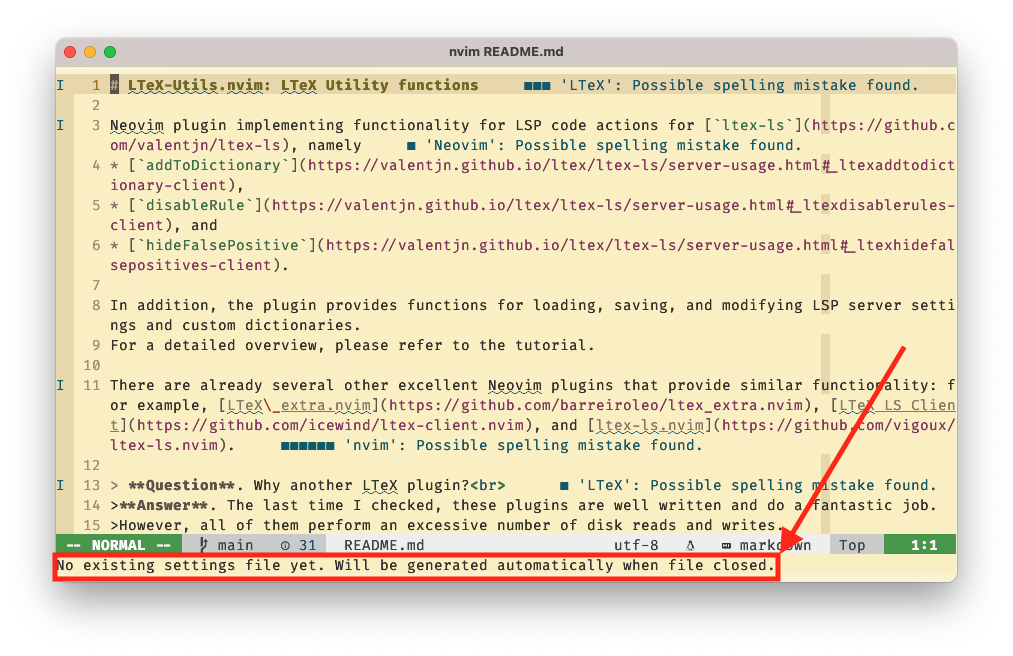 nvim README.md
I 1 # LTeX-Utils.nvim: LTeX Utility functions ■■■ 'LTeX': Possible spelling mistake found.
2
I 3 Neovim plugin implementing functionality for LSP code actions for [`ltex-ls`](https://github.c
om/valentjn/ltex-ls), namely ■ 'Neovim': Possible spelling mistake found.
4 * [`addToDictionary`](https://valentjn.github.io/ltex/ltex-ls/server-usage.html#_ltexaddtodict
ionary-client),
5 * [`disableRule`](https://valentjn.github.io/ltex/ltex-ls/server-usage.html#_ltexdisablerules-
client), and
6 * [`hideFalsePositive`](https://valentjn.github.io/ltex/ltex-ls/server-usage.html#_ltexhidefal
sepositives-client).
7
8 In addition, the plugin provides functions for loading, saving, and modifying LSP server setti
ngs and custom dictionaries.
9 For a detailed overview, please refer to the tutorial.
10
I 11 There are already several other excellent Neovim plugins that provide similar functionality: f
or example, [LTeX\_extra.nvim](https://github.com/barreiroleo/ltex_extra.nvim), [LTeX LS Clien
t](https://github.com/icewind/ltex-client.nvim), and [ltex-ls.nvim](https://github.com/vigoux/
ltex-ls.nvim). ■■■■■■ 'nvim': Possible spelling mistake found.
12
I 13 > **Question**. Why another LTeX plugin?<br> ■ 'LTeX': Possible spelling mistake found.
14 >**Answer**. The last time I checked, these plugins are well written and do a fantastic job.
15 >However, all of them perform an excessive number of disk reads and writes.
-- NORMAL -- main 31 README.md utf-8 markdown Top 1:1
No existing settings file yet. Will be generated automatically when file closed.